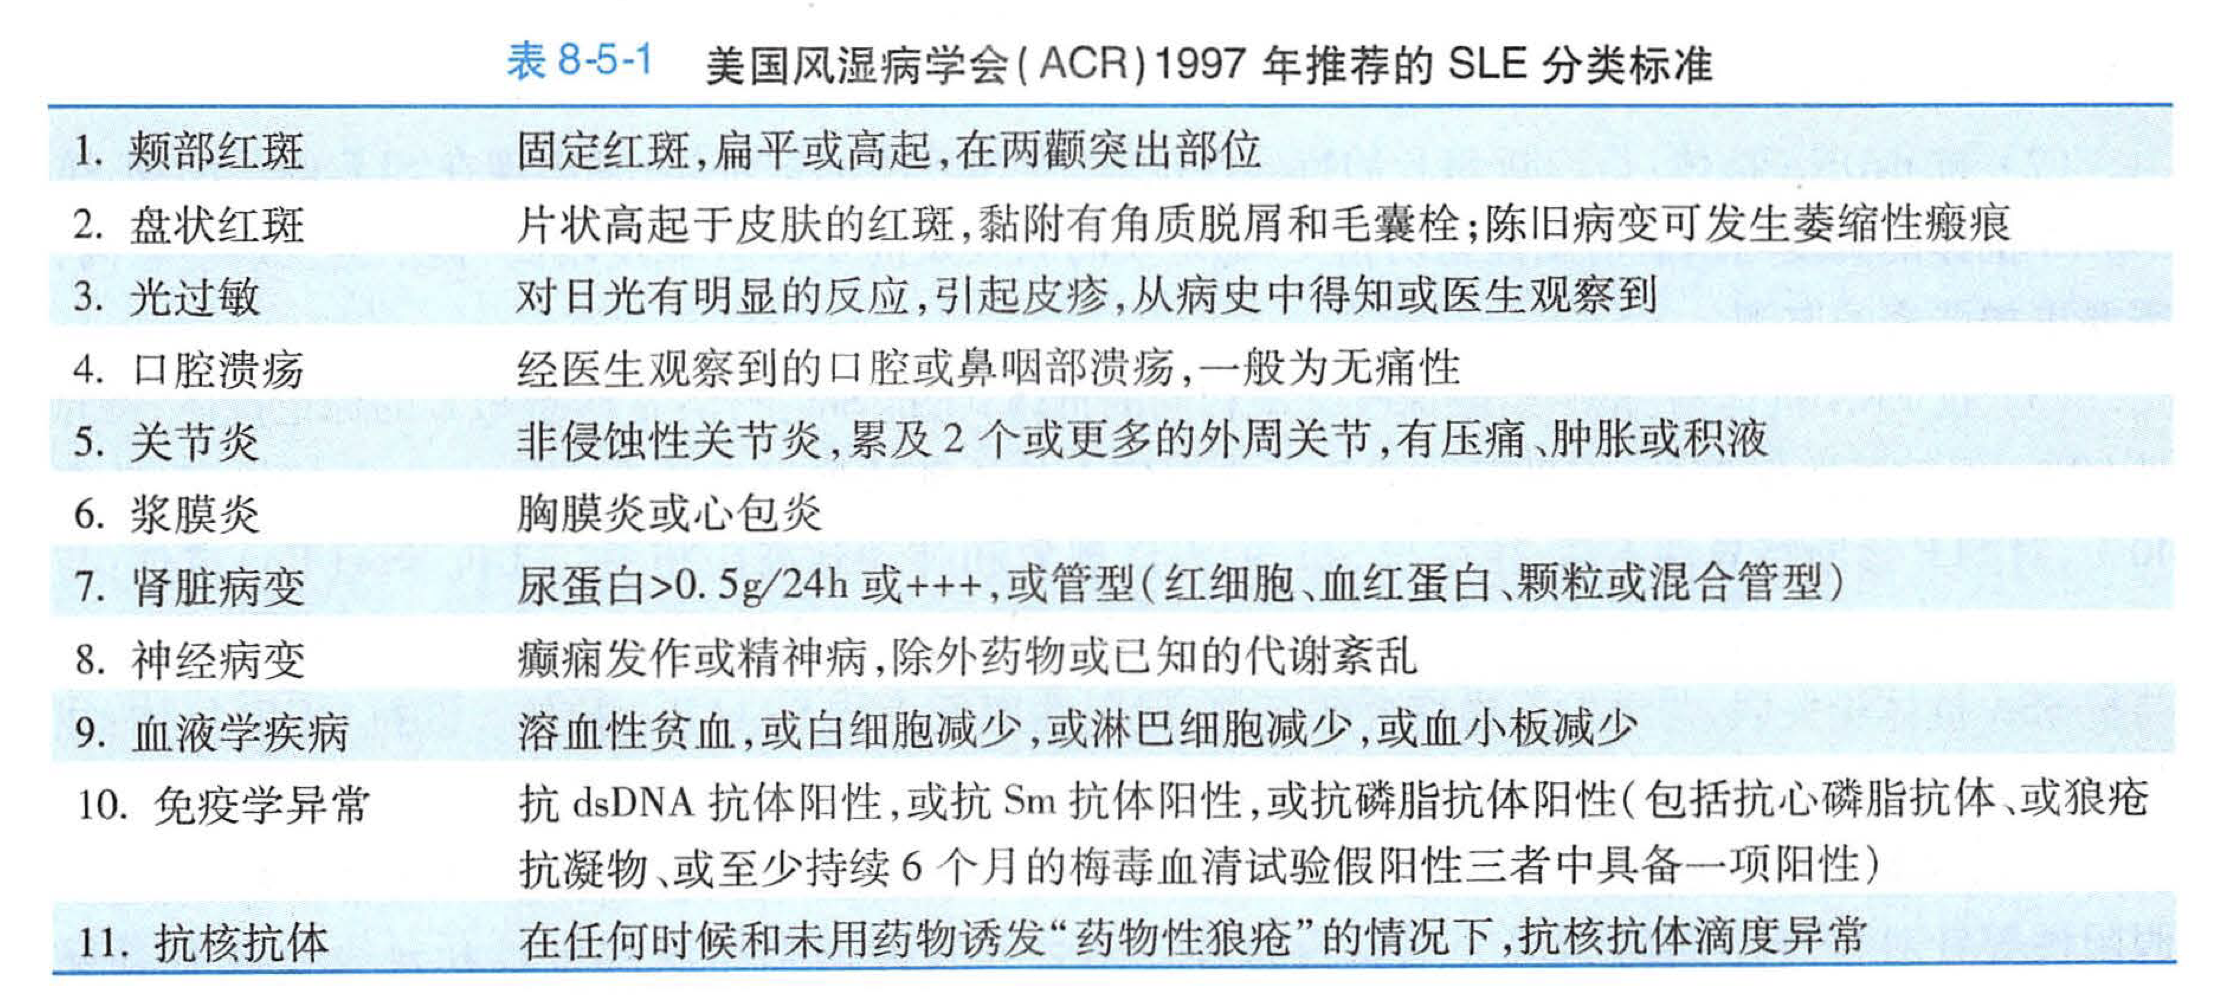 表 8-5-1 美国风湿病学会(ACR)1997 年推荐的 SLE 分类标准
1. 颊部红斑 固定红斑,扁平或高起,在两颧突出部位
2. 盘状红斑 片状高起于皮肤的红斑,黏附有角质脱屑和毛囊栓;陈旧病变可发生萎缩性瘢痕
3. 光过敏 对日光有明显的反应,引起皮疹,从病史中得知或医生观察到
4. 口腔溃疡 经医生观察到的口腔或鼻咽部溃疡,一般为无痛性
5. 关节炎 非侵蚀性关节炎,累及 2 个或更多的外周关节,有压痛、肿胀或积液
6. 浆膜炎 胸膜炎或心包炎
7. 肾脏病变 尿蛋白>0.5g/24h 或+++,或管型(红细胞、血红蛋白、颗粒或混合管型)
8. 神经病变 癫痫发作或精神病,除外药物或已知的代谢紊乱
9. 血液学疾病 溶血性贫血,或白细胞减少,或淋巴细胞减少,或血小板减少
10. 免疫学异常 抗 dsDNA 抗体阳性,或抗 Sm 抗体阳性,或抗磷脂抗体阳性(包括抗心磷脂抗体、或狼疮
抗凝物、或至少持续 6 个月的梅毒血清试验假阳性三者中具备一项阳性)
11. 抗核抗体 在任何时候和未用药物诱发“药物性狼疮”的情况下,抗核抗体滴度异常